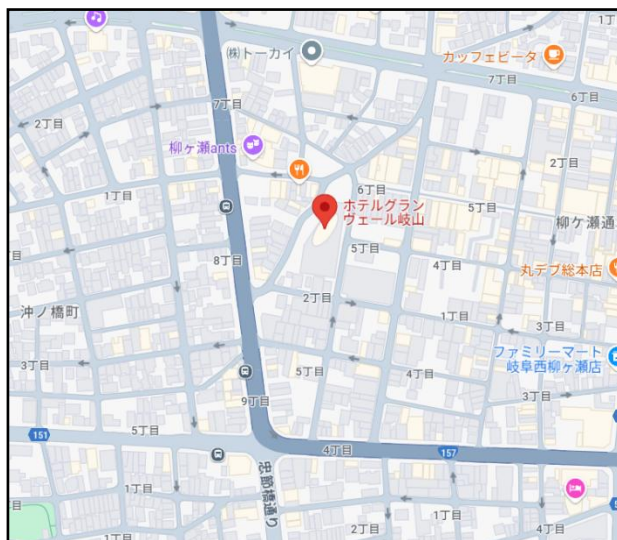 1丁目
(株)トーカイ
カッフェビータ
7丁目
6丁目
7丁目
2丁目
柳ヶ瀬ants
2丁目
6丁目
1丁目
5丁目
ホテルグラン
ヴェール岐山
柳ケ瀬通
8丁目
5丁目
4丁目
丸デブ総本店
2丁目
沖ノ橋町
1丁目
3丁目
3丁目
ファミリーマート
岐阜西柳ヶ瀬店
5丁目
4丁目
9丁目
3丁目
151
5丁目
4丁目
157
忠節橋通り
1丁目
1丁目
4丁目
2丁目
1丁目